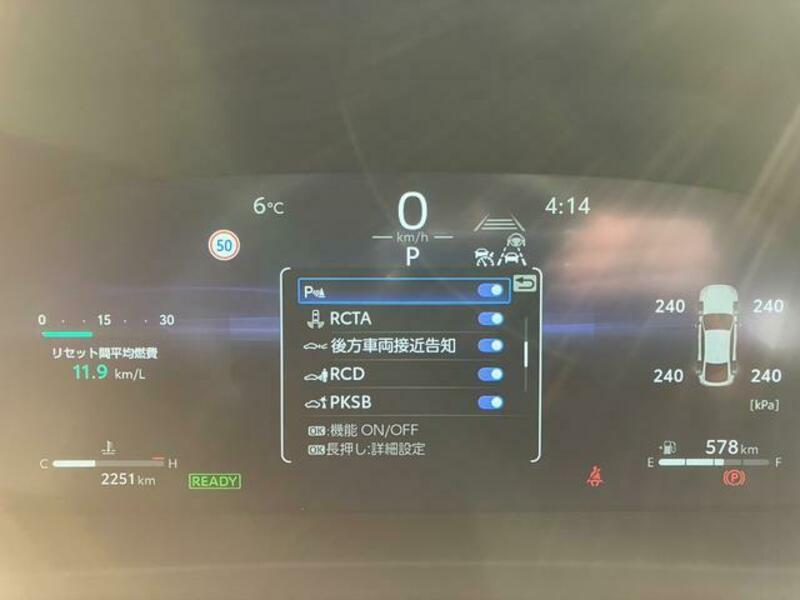 6℃
0
km/h
P
4:14
50
P
RCTA
後方車両接近告知
RCD
PKSB
OK:機能 ON/OFF
OK長押し:詳細設定
0 · · 15 · · 30
リセット間平均燃費
11.9 km/L
C H
2251 km
READY
240 240
240 240
[kPa]
578 km
E F
P